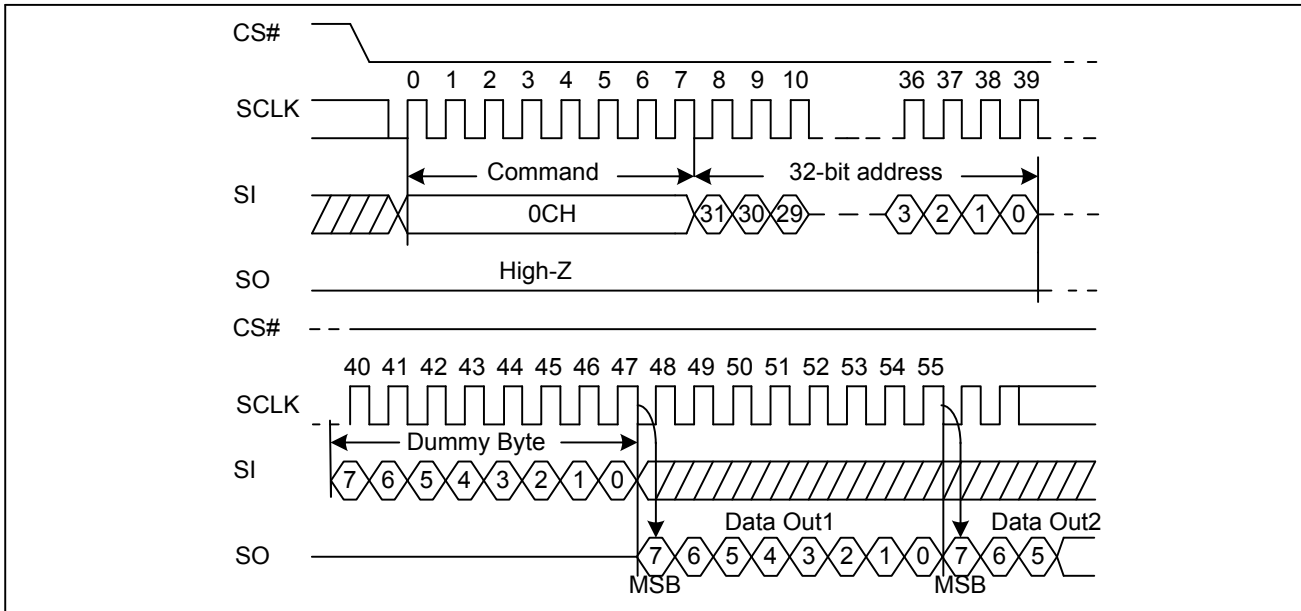 CS#
0 1 2 3 4 5 6 7 8 9 10 36 37 38 39
SCLK
Command 32-bit address
SI
0CH 31 30 29 3 2 1 0
High-Z
SO
CS#
40 41 42 43 44 45 46 47 48 49 50 51 52 53 54 55
SCLK
Dummy Byte
SI
7 6 5 4 3 2 1 0
Data Out1 Data Out2
SO
7 6 5 4 3 2 1 0 7 6 5
MSB MSB